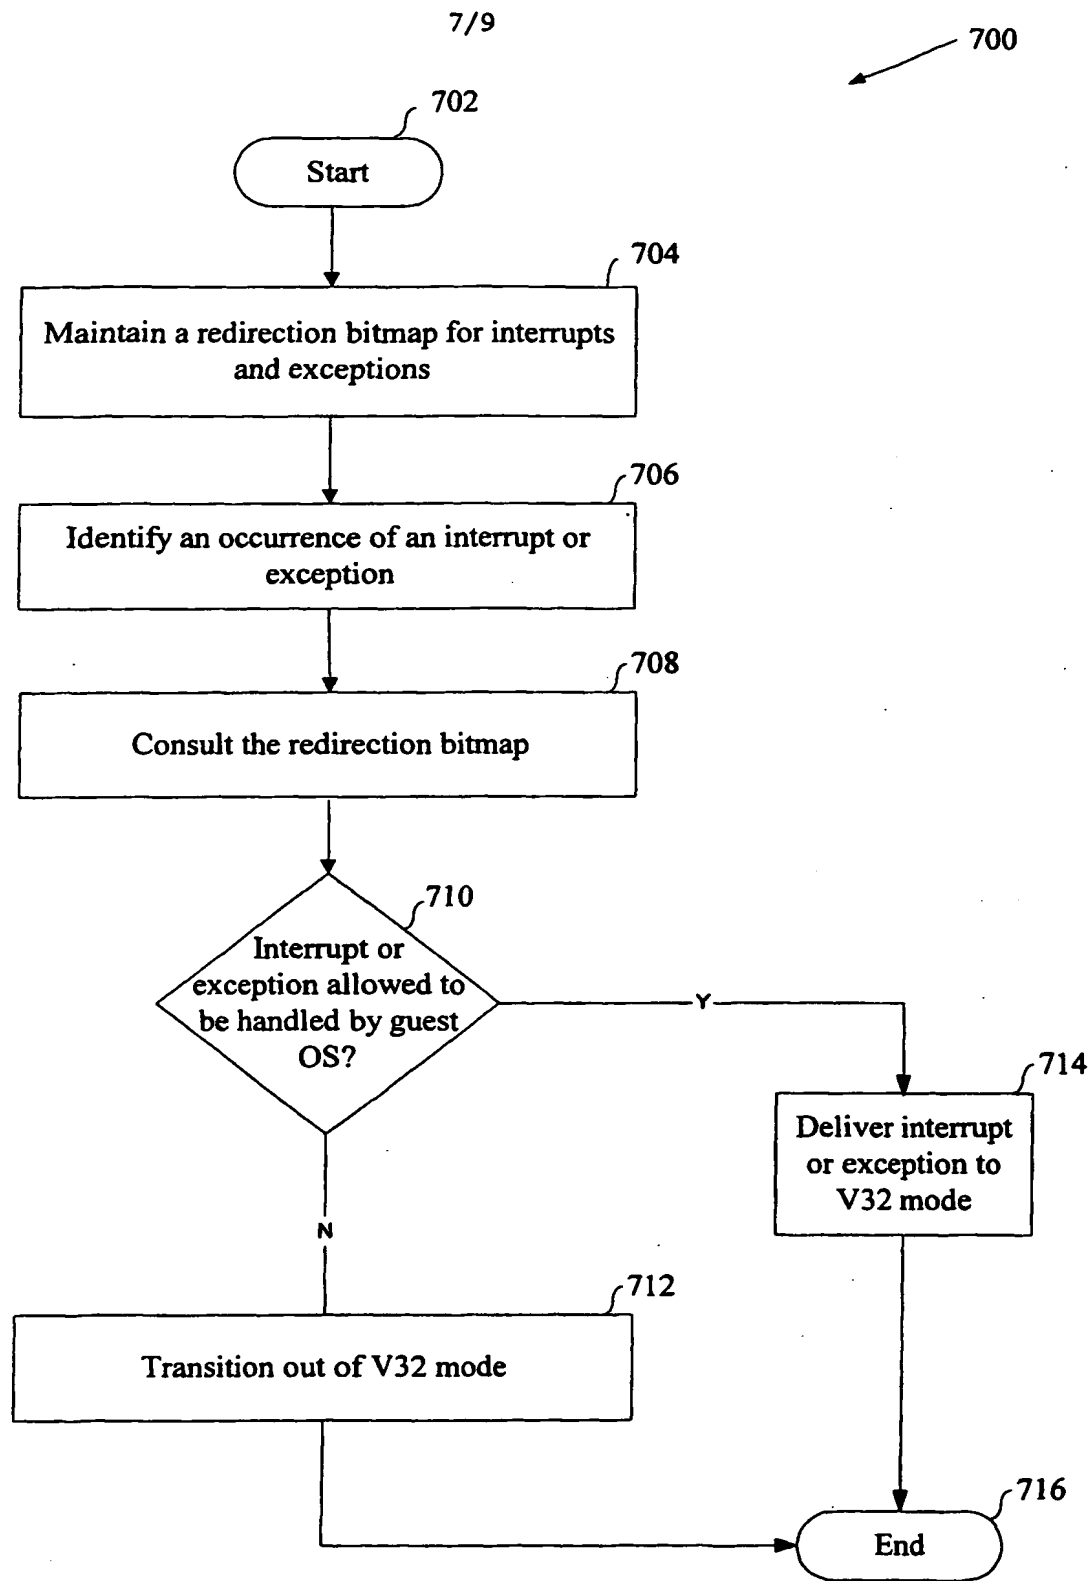 7/9
700
702
Start
704
Maintain a redirection bitmap for interrupts
and exceptions
706
Identify an occurrence of an interrupt or
exception
708
Consult the redirection bitmap
710
Interrupt or
exception allowed to
be handled by guest
OS?
Y
714
Deliver interrupt
or exception to
V32 mode
N
712
Transition out of V32 mode
716
End